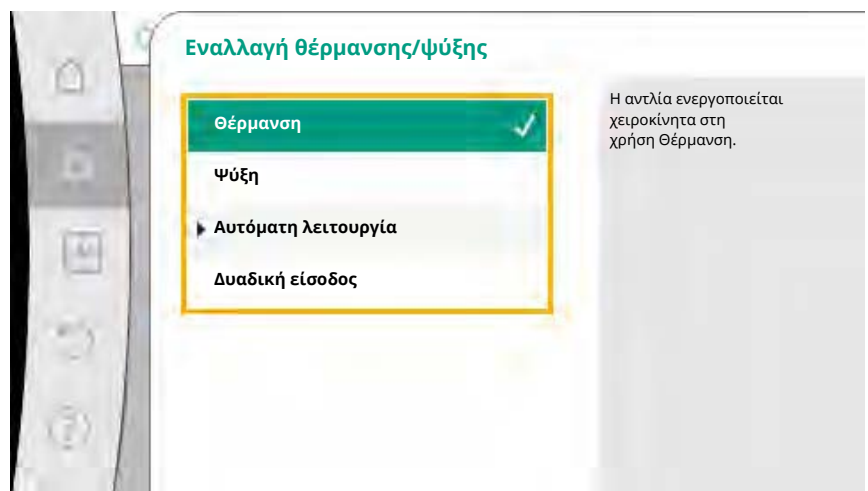 Εναλλαγή θέρμανσης/ψύξης
Θέρμανση
Ψύξη
Αυτόματη λειτουργία
Δυαδική είσοδος
Η αντλία ενεργοποιείται
χειροκίνητα στη
χρήση Θέρμανση.